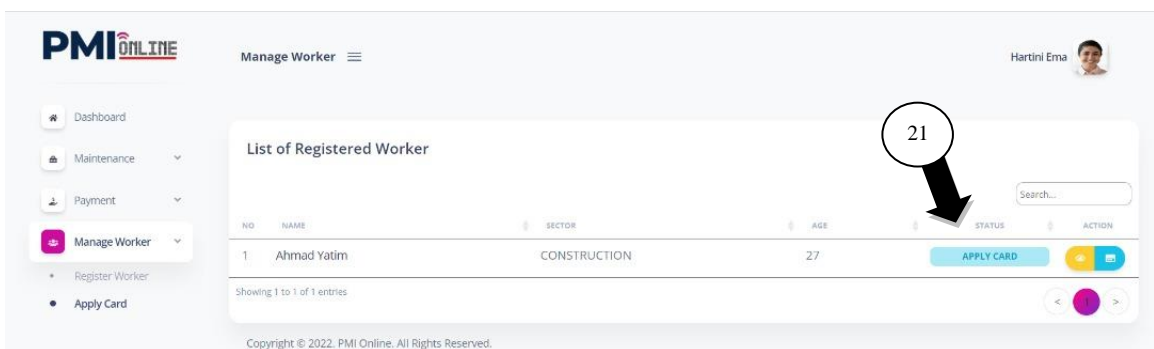 PMI ONLINE
Manage Worker
Hartini Ema
Dashboard
Maintenance
Payment
Manage Worker
Register Worker
Apply Card
List of Registered Worker
21
Search...
NO NAME SECTOR AGE STATUS ACTION
1 Ahmad Yatim CONSTRUCTION 27 APPLY CARD
Showing 1 to 1 of 1 entries
< 1 >
Copyright © 2022. PMI Online. All Rights Reserved.